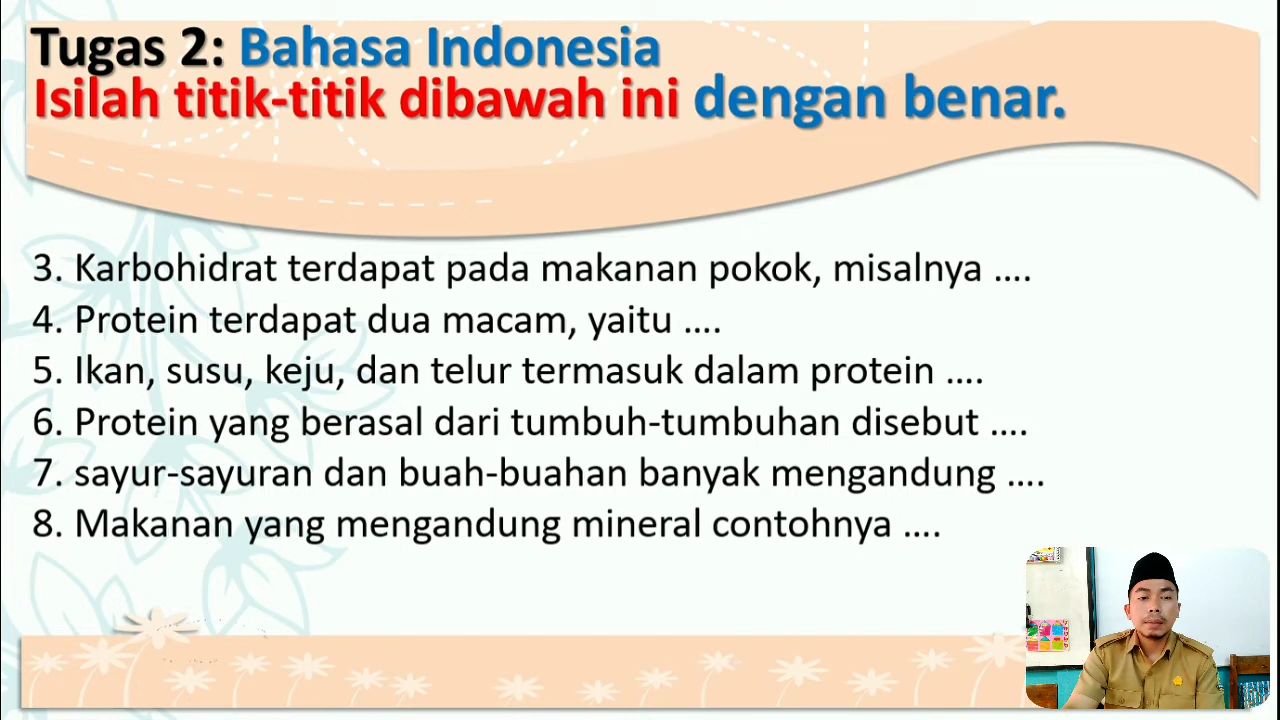 Tugas 2: Bahasa Indonesia
Isilah titik-titik dibawah ini dengan benar.
3. Karbohidrat terdapat pada makanan pokok, misalnya ....
4. Protein terdapat dua macam, yaitu ....
5. Ikan, susu, keju, dan telur termasuk dalam protein ....
6. Protein yang berasal dari tumbuh-tumbuhan disebut ....
7. sayur-sayuran dan buah-buahan banyak mengandung ....
8. Makanan yang mengandung mineral contohnya ....